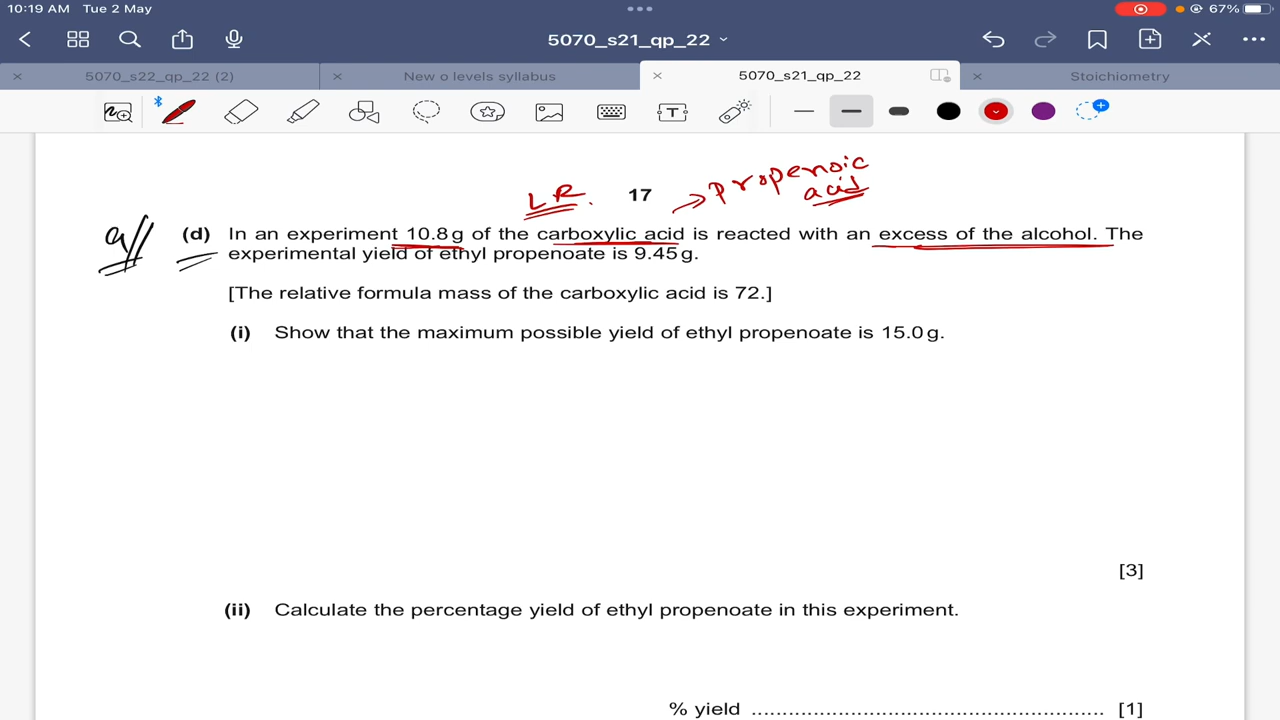 10:19 AM Tue 2 May
67%
5070_s21_qp_22
5070_s22_qp_22 (2)
New o levels syllabus
5070_s21_qp_22
Stoichiometry
LR.
17
Propenoic
acid
(d) In an experiment 10.8g of the carboxylic acid is reacted with an excess of the alcohol. The
experimental yield of ethyl propenoate is 9.45g.
[The relative formula mass of the carboxylic acid is 72.]
(i) Show that the maximum possible yield of ethyl propenoate is 15.0g.
[3]
(ii) Calculate the percentage yield of ethyl propenoate in this experiment.
% yield ........................................................ [1]